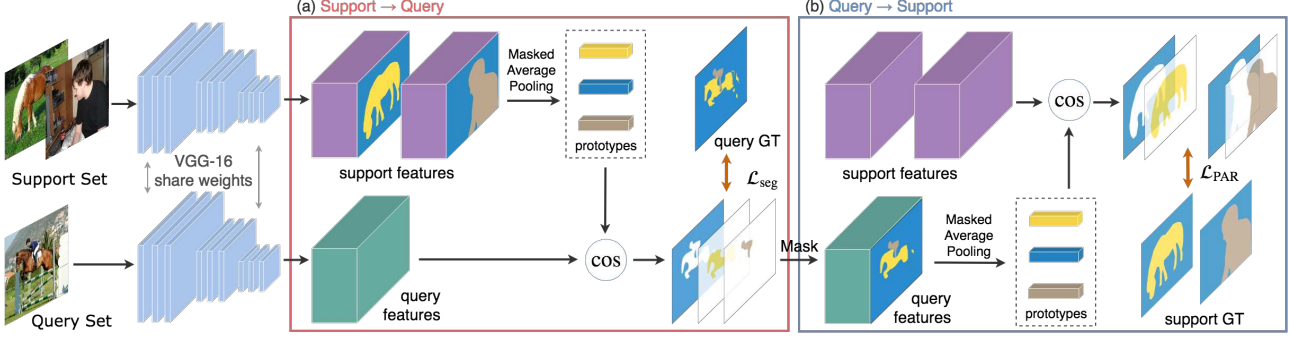 (a) Support → Query
(b) Query → Support
Support Set
VGG-16
share weights
Query Set
support features
Masked
Average
Pooling
prototypes
query GT
ℒseg
query
features
cos
Mask
support features
cos
ℒPAR
query
features
Masked
Average
Pooling
prototypes
support GT